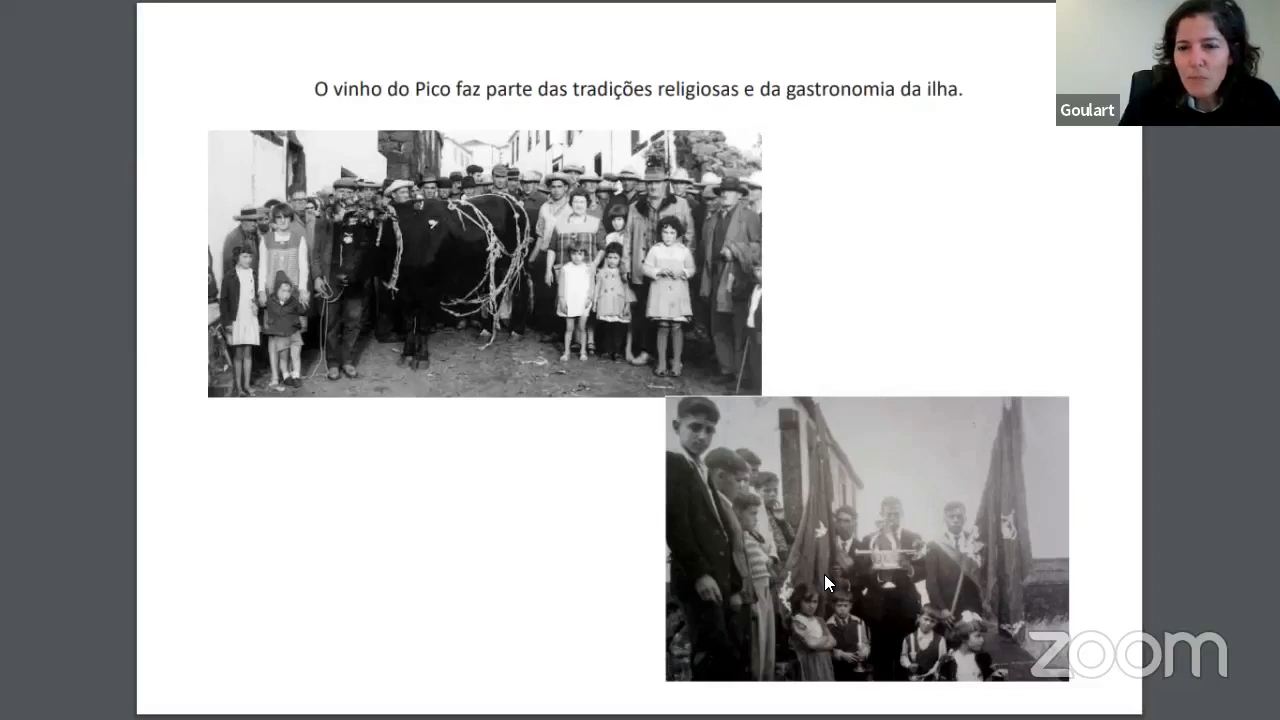 O vinho do Pico faz parte das tradições religiosas e da gastronomia da ilha.
Goulart
zoom